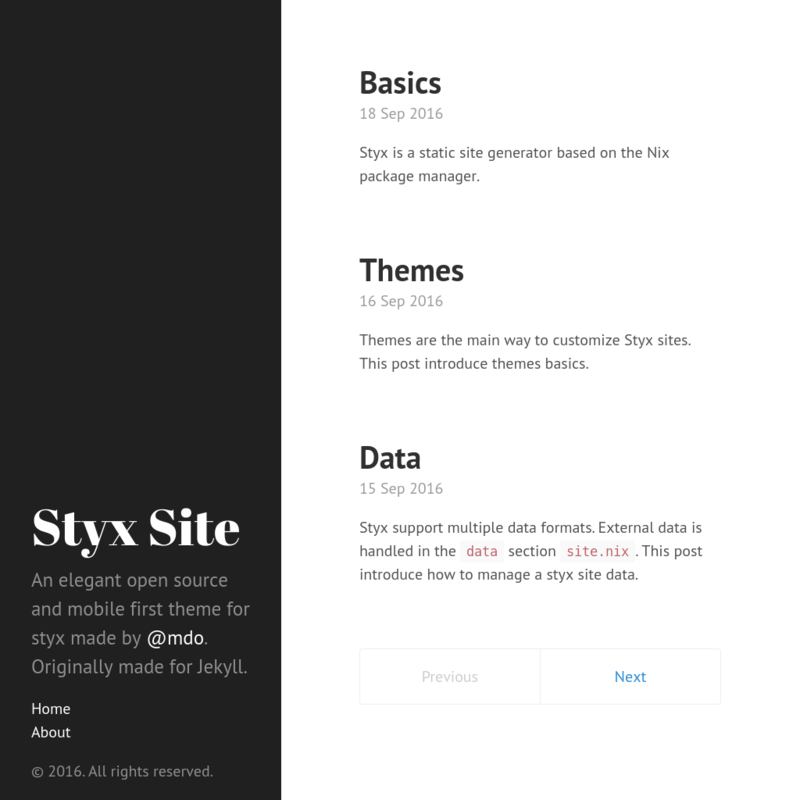 Styx Site
An elegant open source
and mobile first theme for
styx made by @mdo.
Originally made for Jekyll.
Home
About
© 2016. All rights reserved.
Basics
18 Sep 2016
Styx is a static site generator based on the Nix
package manager.
Themes
16 Sep 2016
Themes are the main way to customize Styx sites.
This post introduce themes basics.
Data
15 Sep 2016
Styx support multiple data formats. External data is
handled in the data section site.nix. This post
introduce how to manage a styx site data.
Previous
Next